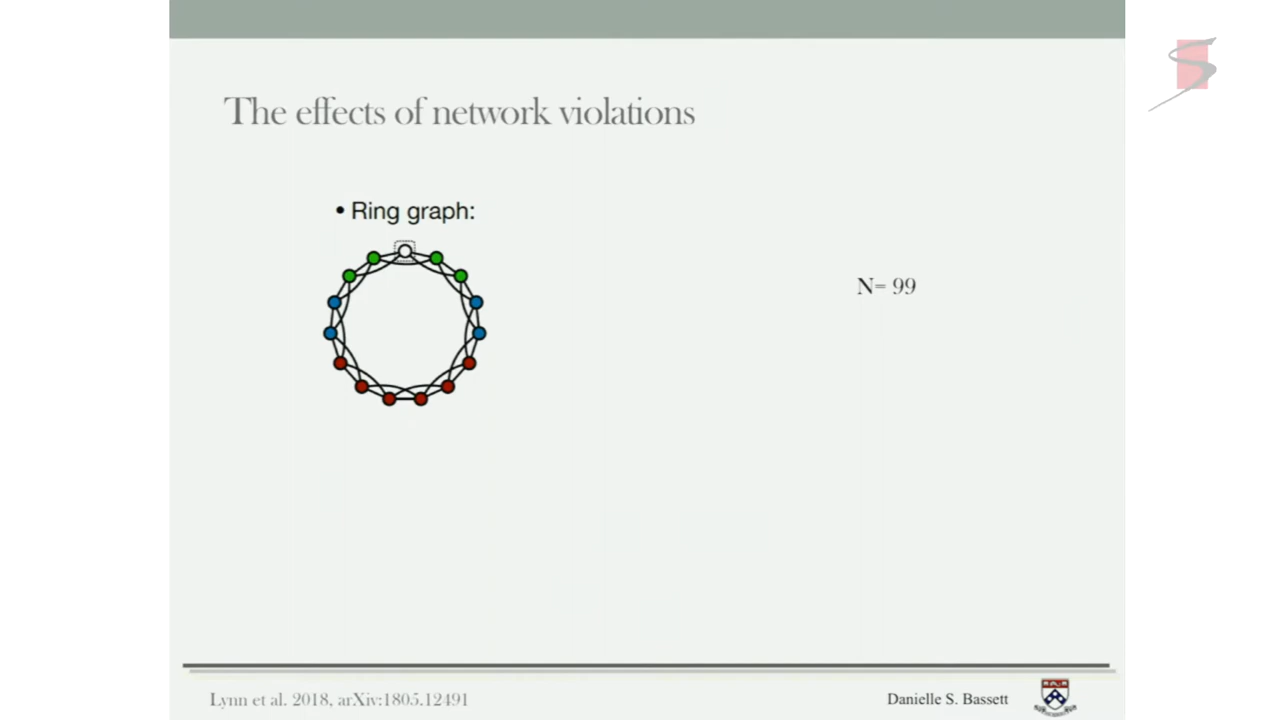 The effects of network violations
• Ring graph:
N= 99
Lynn et al. 2018, arXiv:1805.12491
Danielle S. Bassett